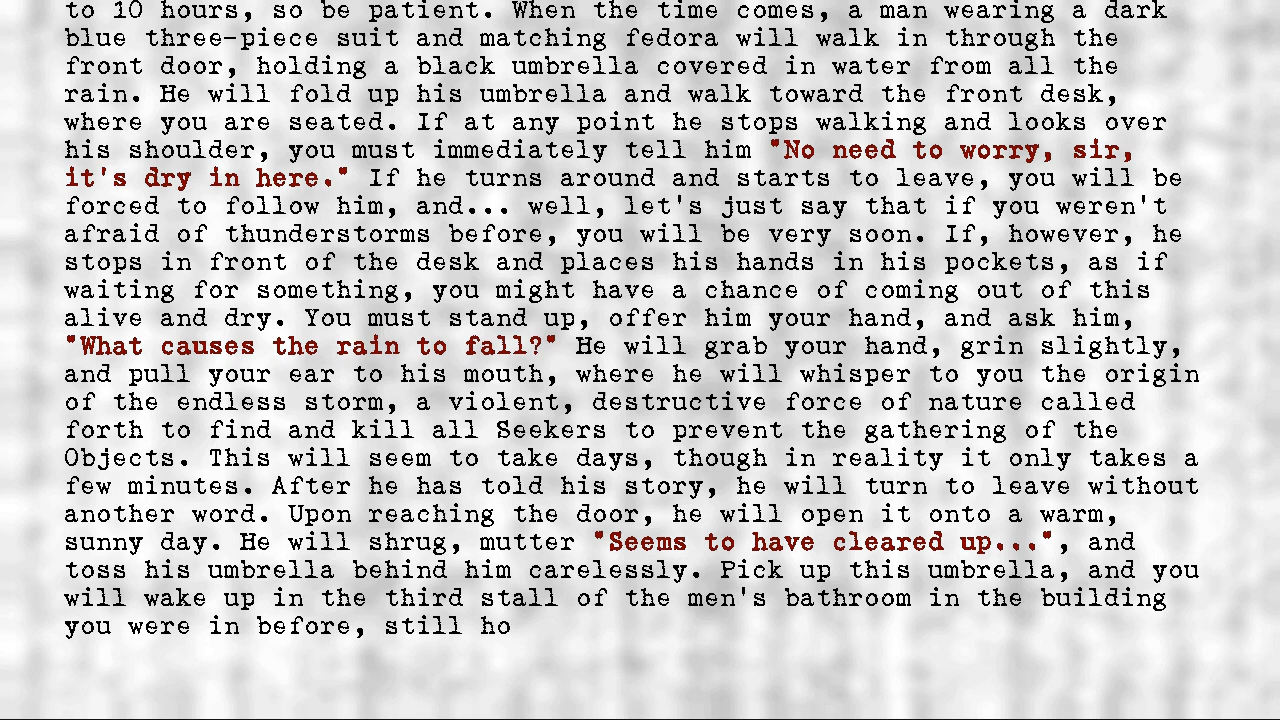 to 10 hours, so be patient. When the time comes, a man wearing a dark
blue three-piece suit and matching fedora will walk in through the
front door, holding a black umbrella covered in water from all the
rain. He will fold up his umbrella and walk toward the front desk,
where you are seated. If at any point he stops walking and looks over
his shoulder, you must immediately tell him "No need to worry, sir,
it's dry in here." If he turns around and starts to leave, you will be
forced to follow him, and... well, let's just say that if you weren't
afraid of thunderstorms before, you will be very soon. If, however, he
stops in front of the desk and places his hands in his pockets, as if
waiting for something, you might have a chance of coming out of this
alive and dry. You must stand up, offer him your hand, and ask him,
"What causes the rain to fall?" He will grab your hand, grin slightly,
and pull your ear to his mouth, where he will whisper to you the origin
of the endless storm, a violent, destructive force of nature called
forth to find and kill all Seekers to prevent the gathering of the
Objects. This will seem to take days, though in reality it only takes a
few minutes. After he has told his story, he will turn to leave without
another word. Upon reaching the door, he will open it onto a warm,
sunny day. He will shrug, mutter "Seems to have cleared up...", and
toss his umbrella behind him carelessly. Pick up this umbrella, and you
will wake up in the third stall of the men's bathroom in the building
you were in before, still ho